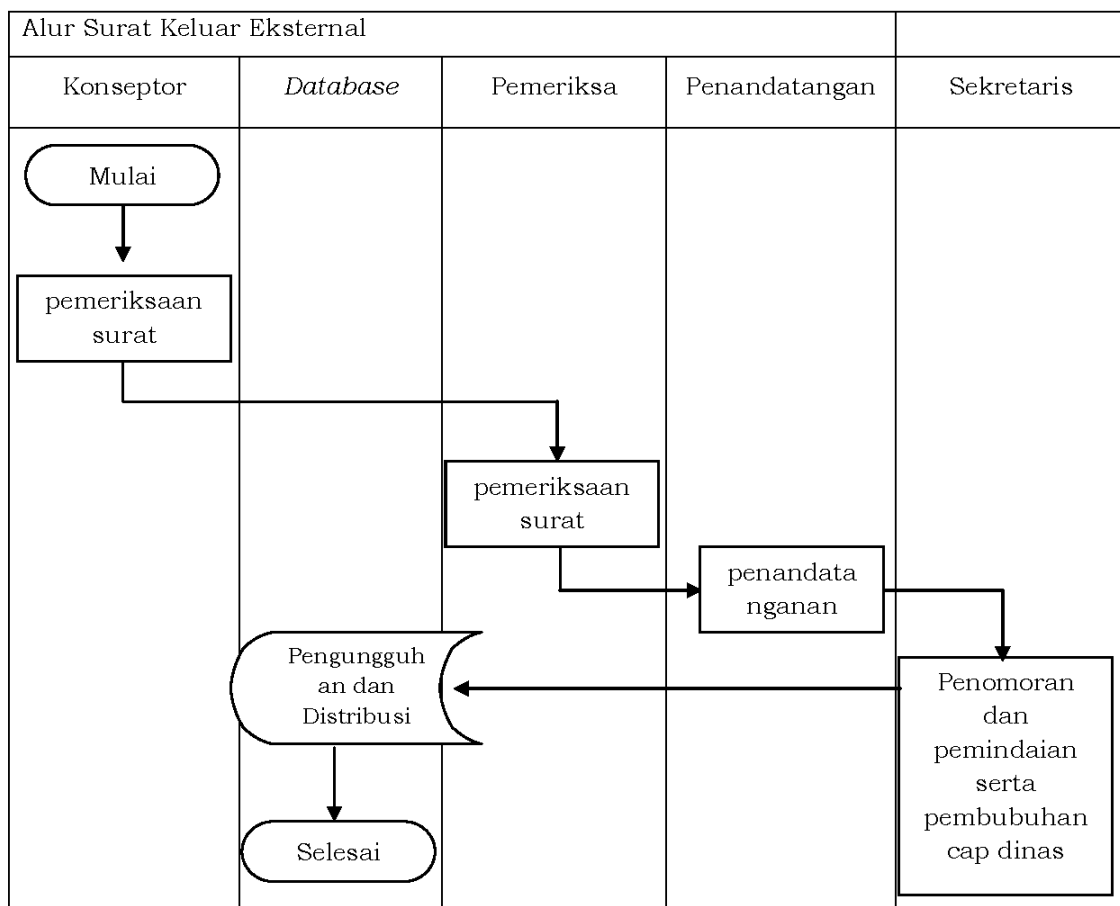 Alur Surat Keluar Eksternal
Konseptor
Database
Pemeriksa
Penandatangan
Sekretaris
Mulai
pemeriksaan
surat
pemeriksaan
surat
penandata
nganan
Penomoran
dan
pemindaian
serta
pembubuhan
cap dinas
Pengungguh
an dan
Distribusi
Selesai